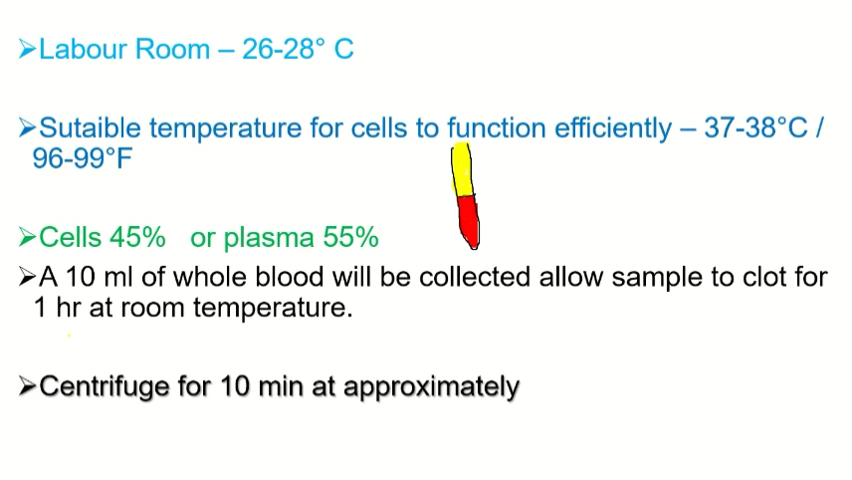 ➢Labour Room – 26-28° C
➢Sutaible temperature for cells to function efficiently – 37-38°C /
96-99°F
➢Cells 45% or plasma 55%
➢A 10 ml of whole blood will be collected allow sample to clot for
1 hr at room temperature.
➢Centrifuge for 10 min at approximately